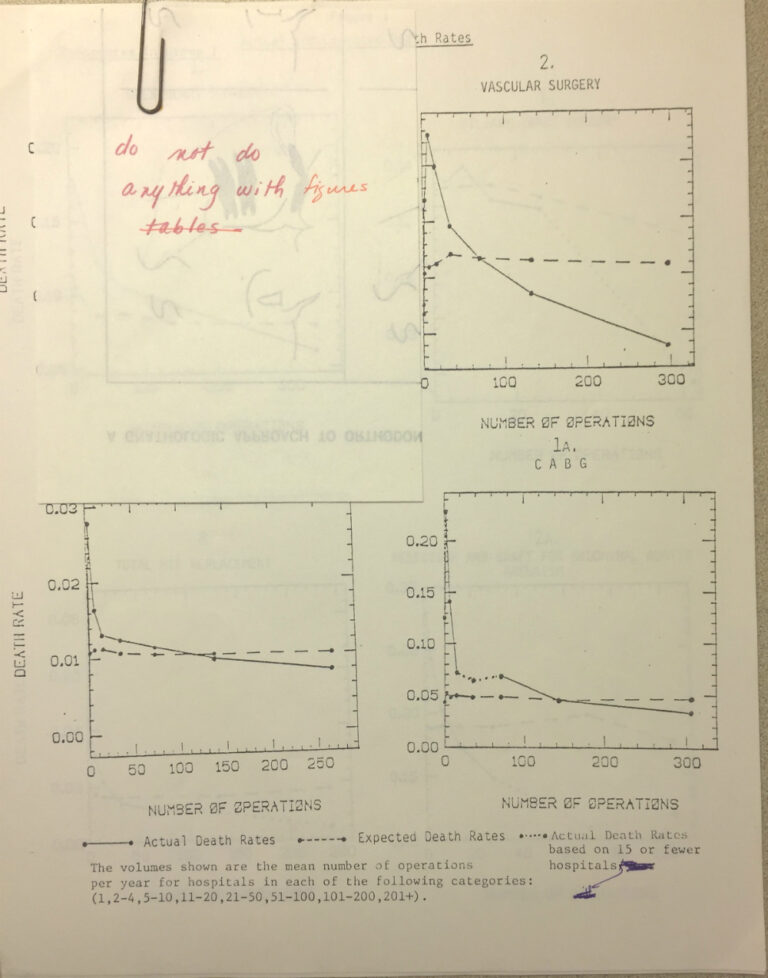 th Rates
2.
VASCULAR SURGERY
do not do
anything with figures
tables
DEATH RATE
0 100 200 300
NUMBER ØF ØPERATIØNS
A GNATHOLOGIC APPROACH TO ORTHODON
1A.
C A B G
0.03
0.02
0.01
0.00
DEATH RATE
0 50 100 150 200 250
NUMBER ØF ØPERATIØNS
0.20
0.15
0.10
0.05
0.00
0 100 200 300
NUMBER ØF ØPERATIØNS
Actual Death Rates
Expected Death Rates
Actual Death Rates
based on 15 or fewer
hospitals
The volumes shown are the mean number of operations
per year for hospitals in each of the following categories:
(1,2-4,5-10,11-20,21-50,51-100,101-200,201+).